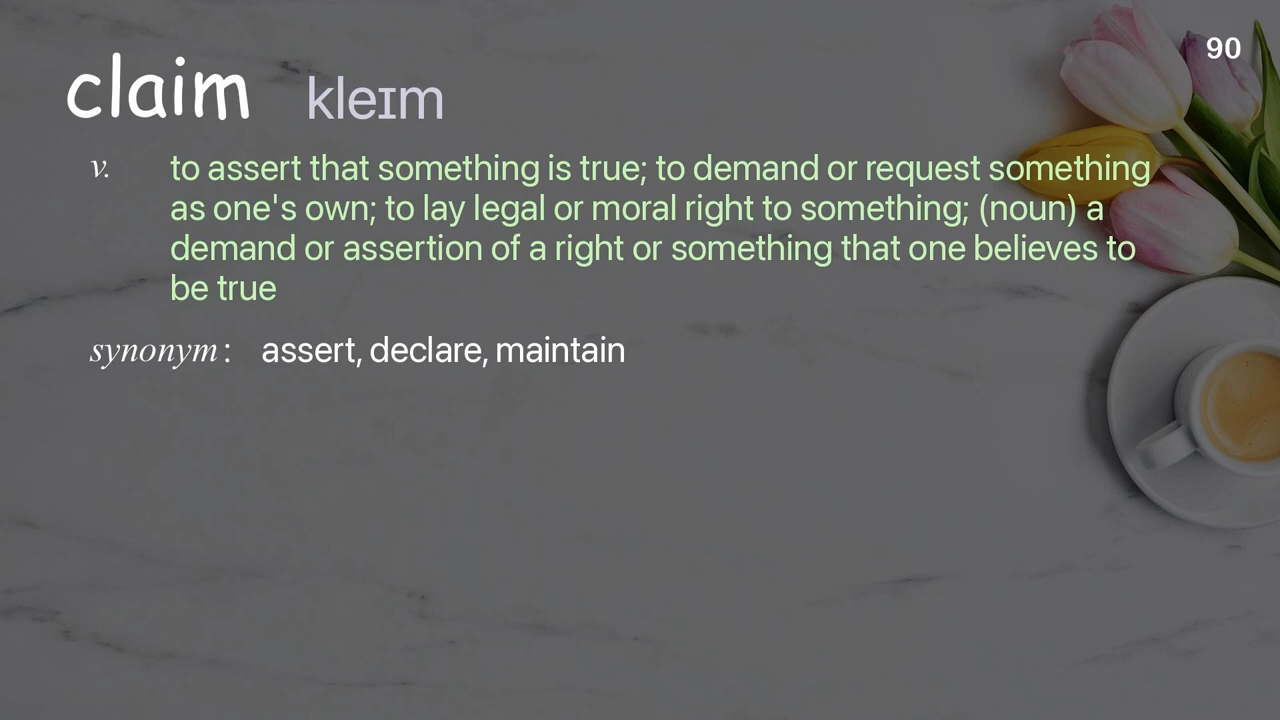 90
claim kleɪm
v. to assert that something is true; to demand or request something
as one's own; to lay legal or moral right to something; (noun) a
demand or assertion of a right or something that one believes to
be true
synonym : assert, declare, maintain